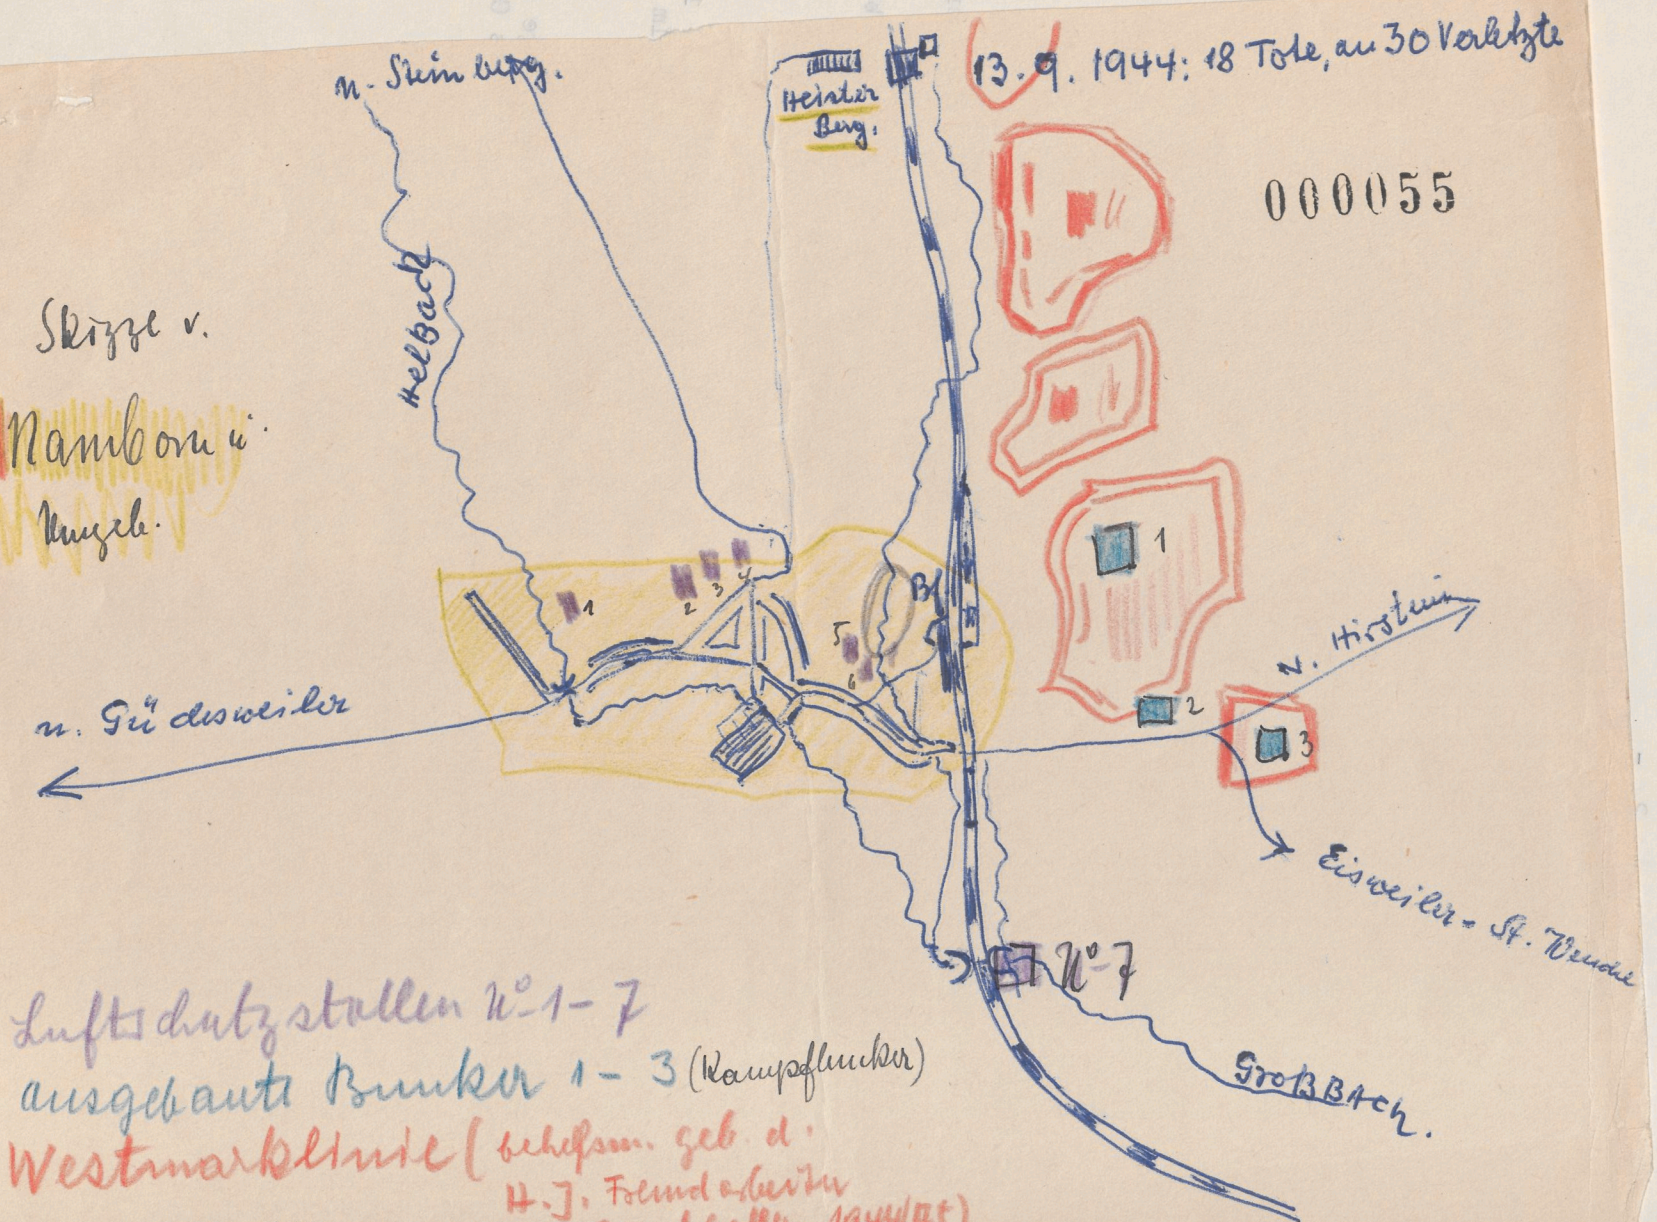 n. Steinberg.
Heister
Berg.
13. 9. 1944: 18 Tote, an 30 Verletzte
000055
HelBach
Skizze v.
Namborn u.
Umgeb.
1
2
3
4
5
6
Bf
1
2
3
n. Hirstein
n. Güdesweiler
Eisweiler - St. Wendel
No 7
GroßBach.
Luftschutzstollen No 1 - 7
ausgebaute Bunker 1 - 3 (Kampfbunker)
Westmarklinie ( behelfsm. geb. d.
H.J. Fremdarbeiter